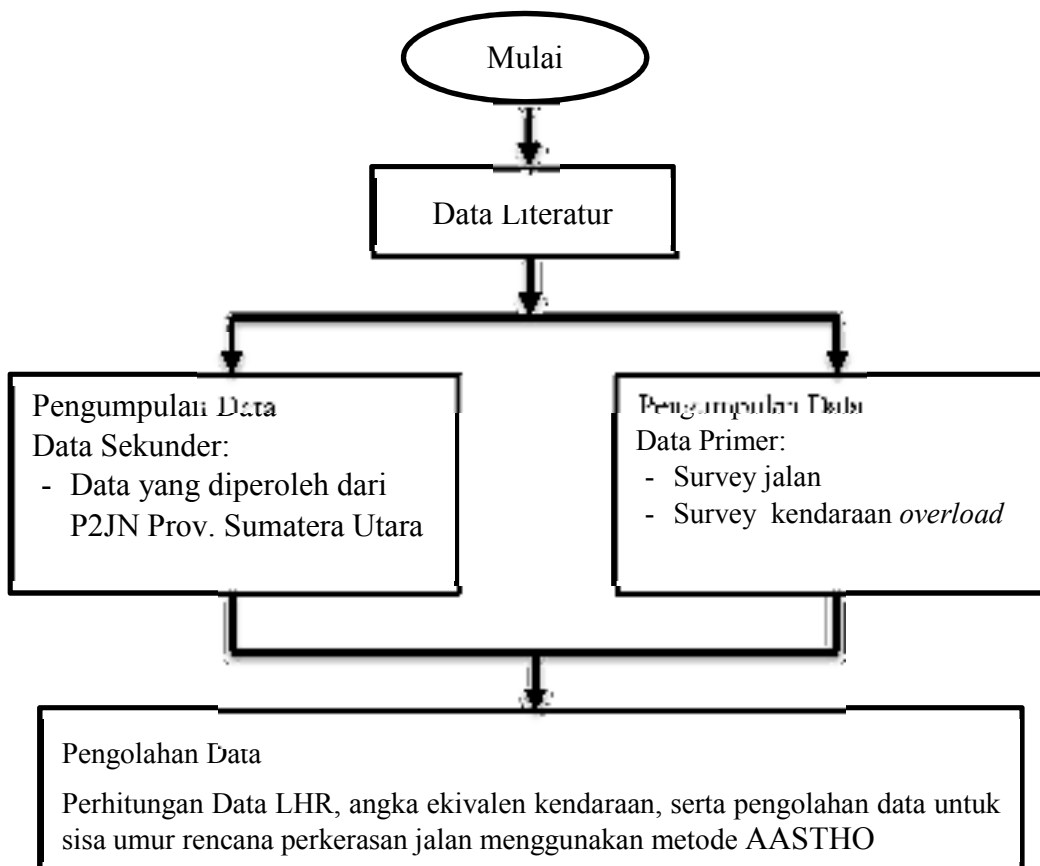 Mulai
Data Literatur
Pengumpulan Data
Data Sekunder:
- Data yang diperoleh dari
P2JN Prov. Sumatera Utara
Pengumpulan Data
Data Primer:
- Survey jalan
- Survey kendaraan overload
Pengolahan Data
Perhitungan Data LHR, angka ekivalen kendaraan, serta pengolahan data untuk
sisa umur rencana perkerasan jalan menggunakan metode AASTHO